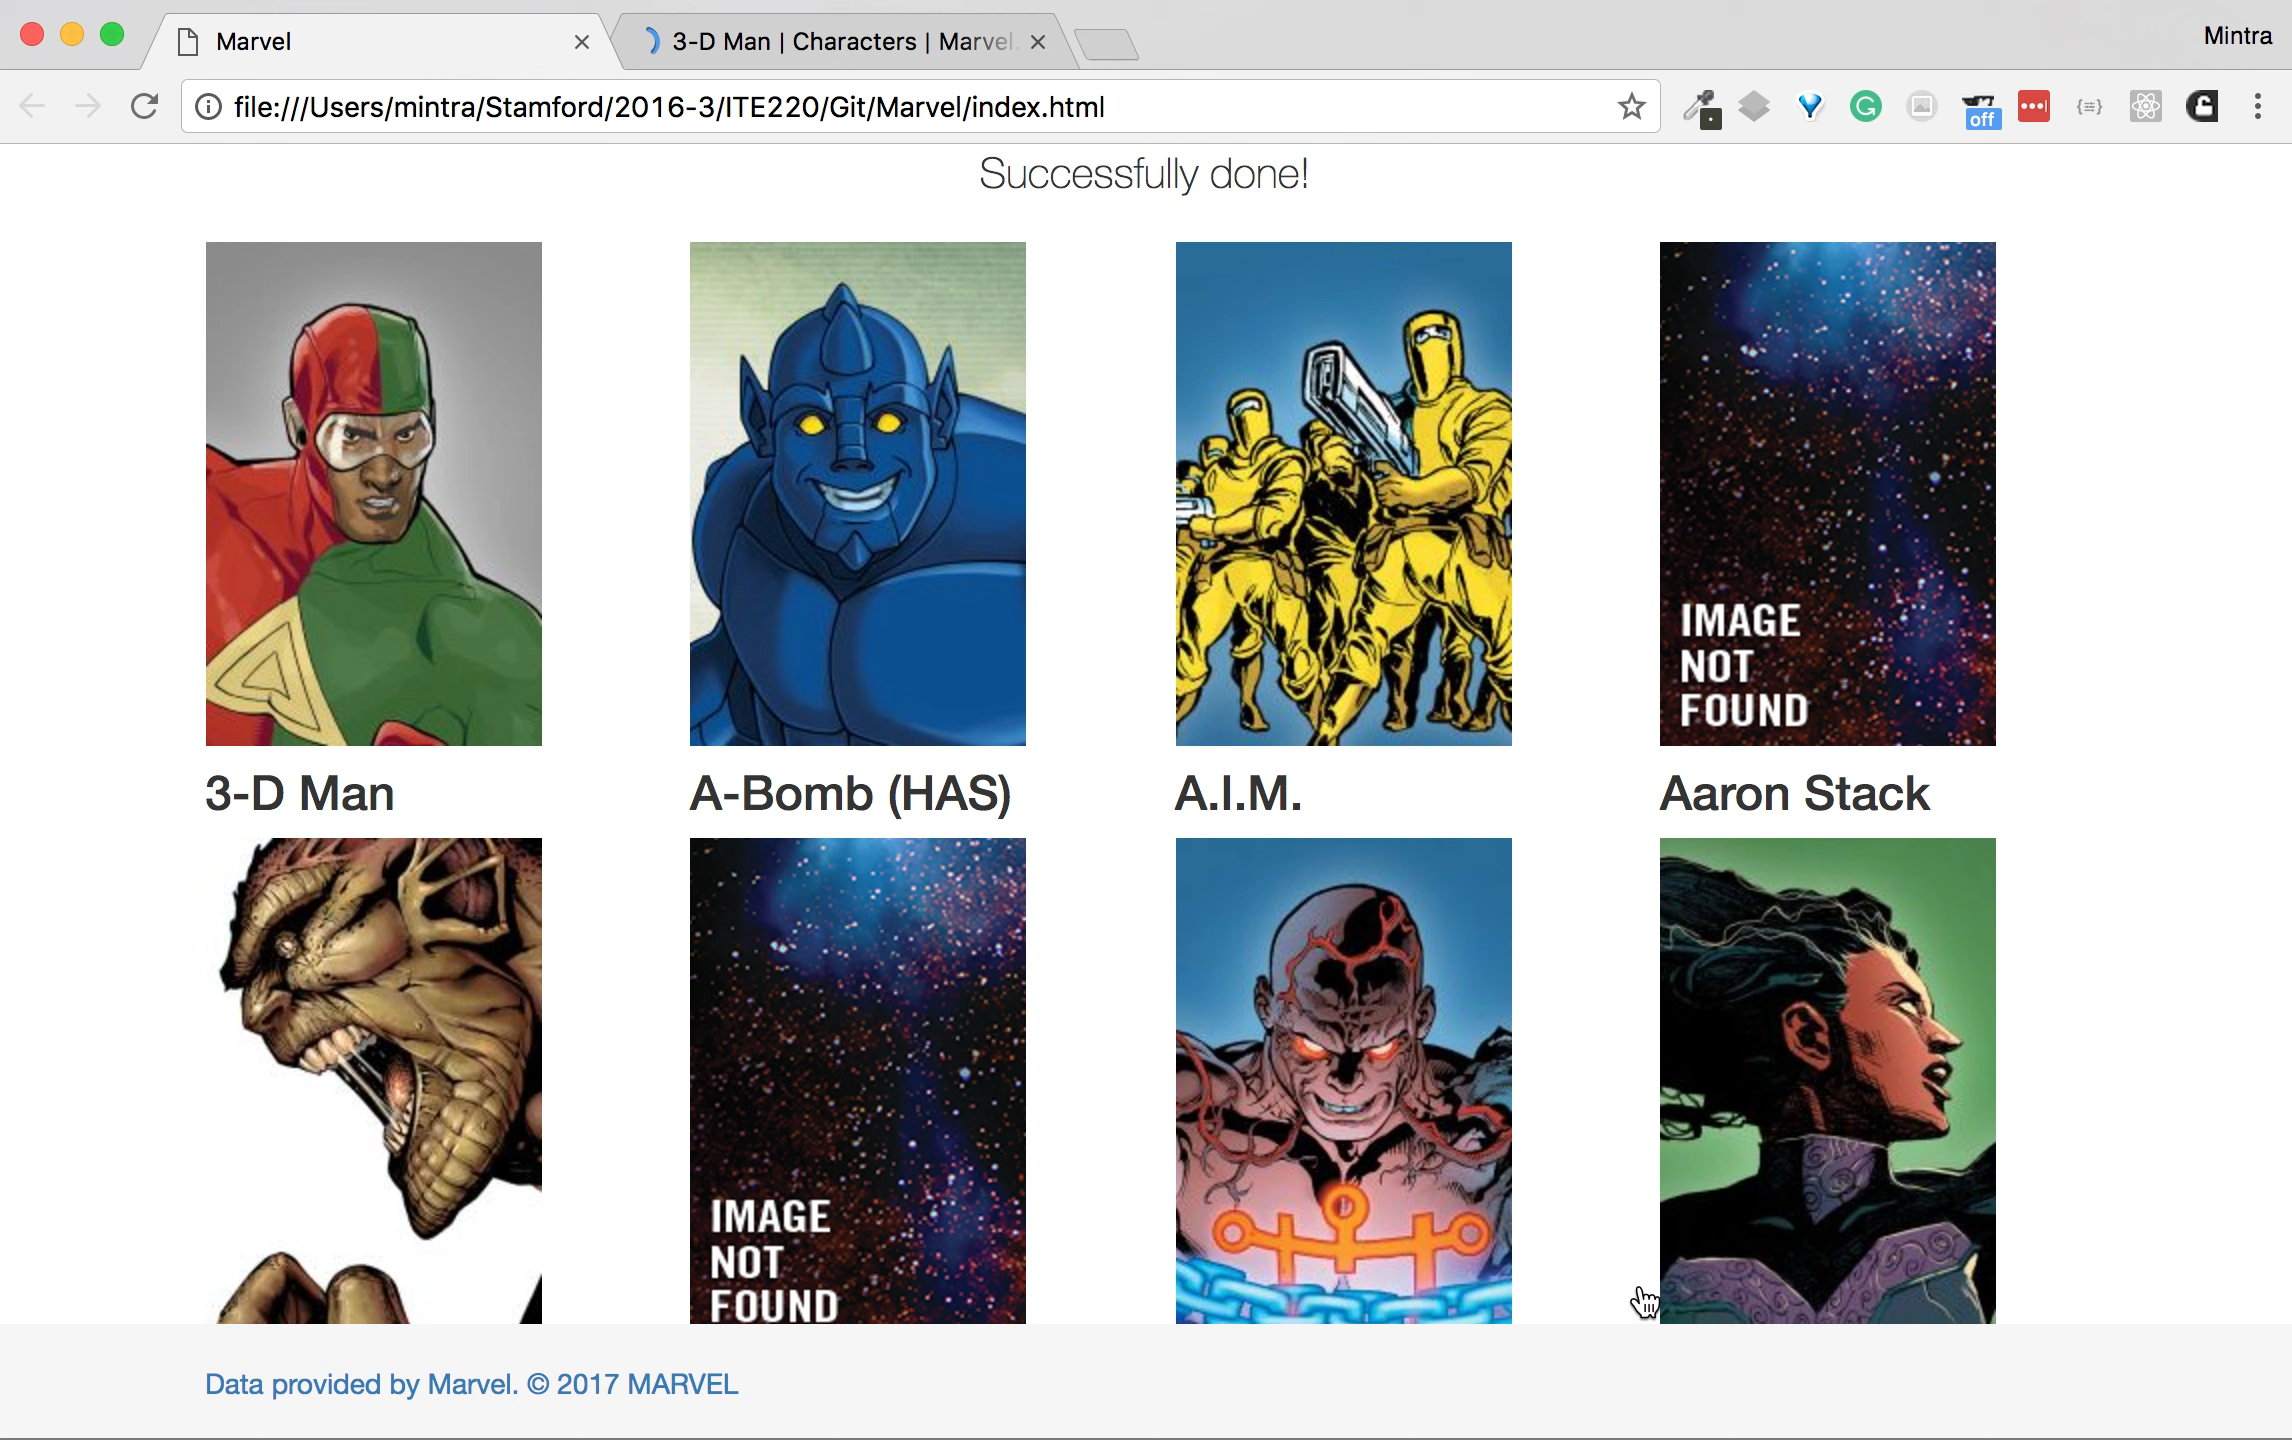 Marvel
3-D Man | Characters | Marvel.
Mintra
file:///Users/mintra/Stamford/2016-3/ITE220/Git/Marvel/index.html
off
Successfully done!
IMAGE
NOT
FOUND
3-D Man
A-Bomb (HAS)
A.I.M.
Aaron Stack
IMAGE
NOT
FOUND
Data provided by Marvel. © 2017 MARVEL